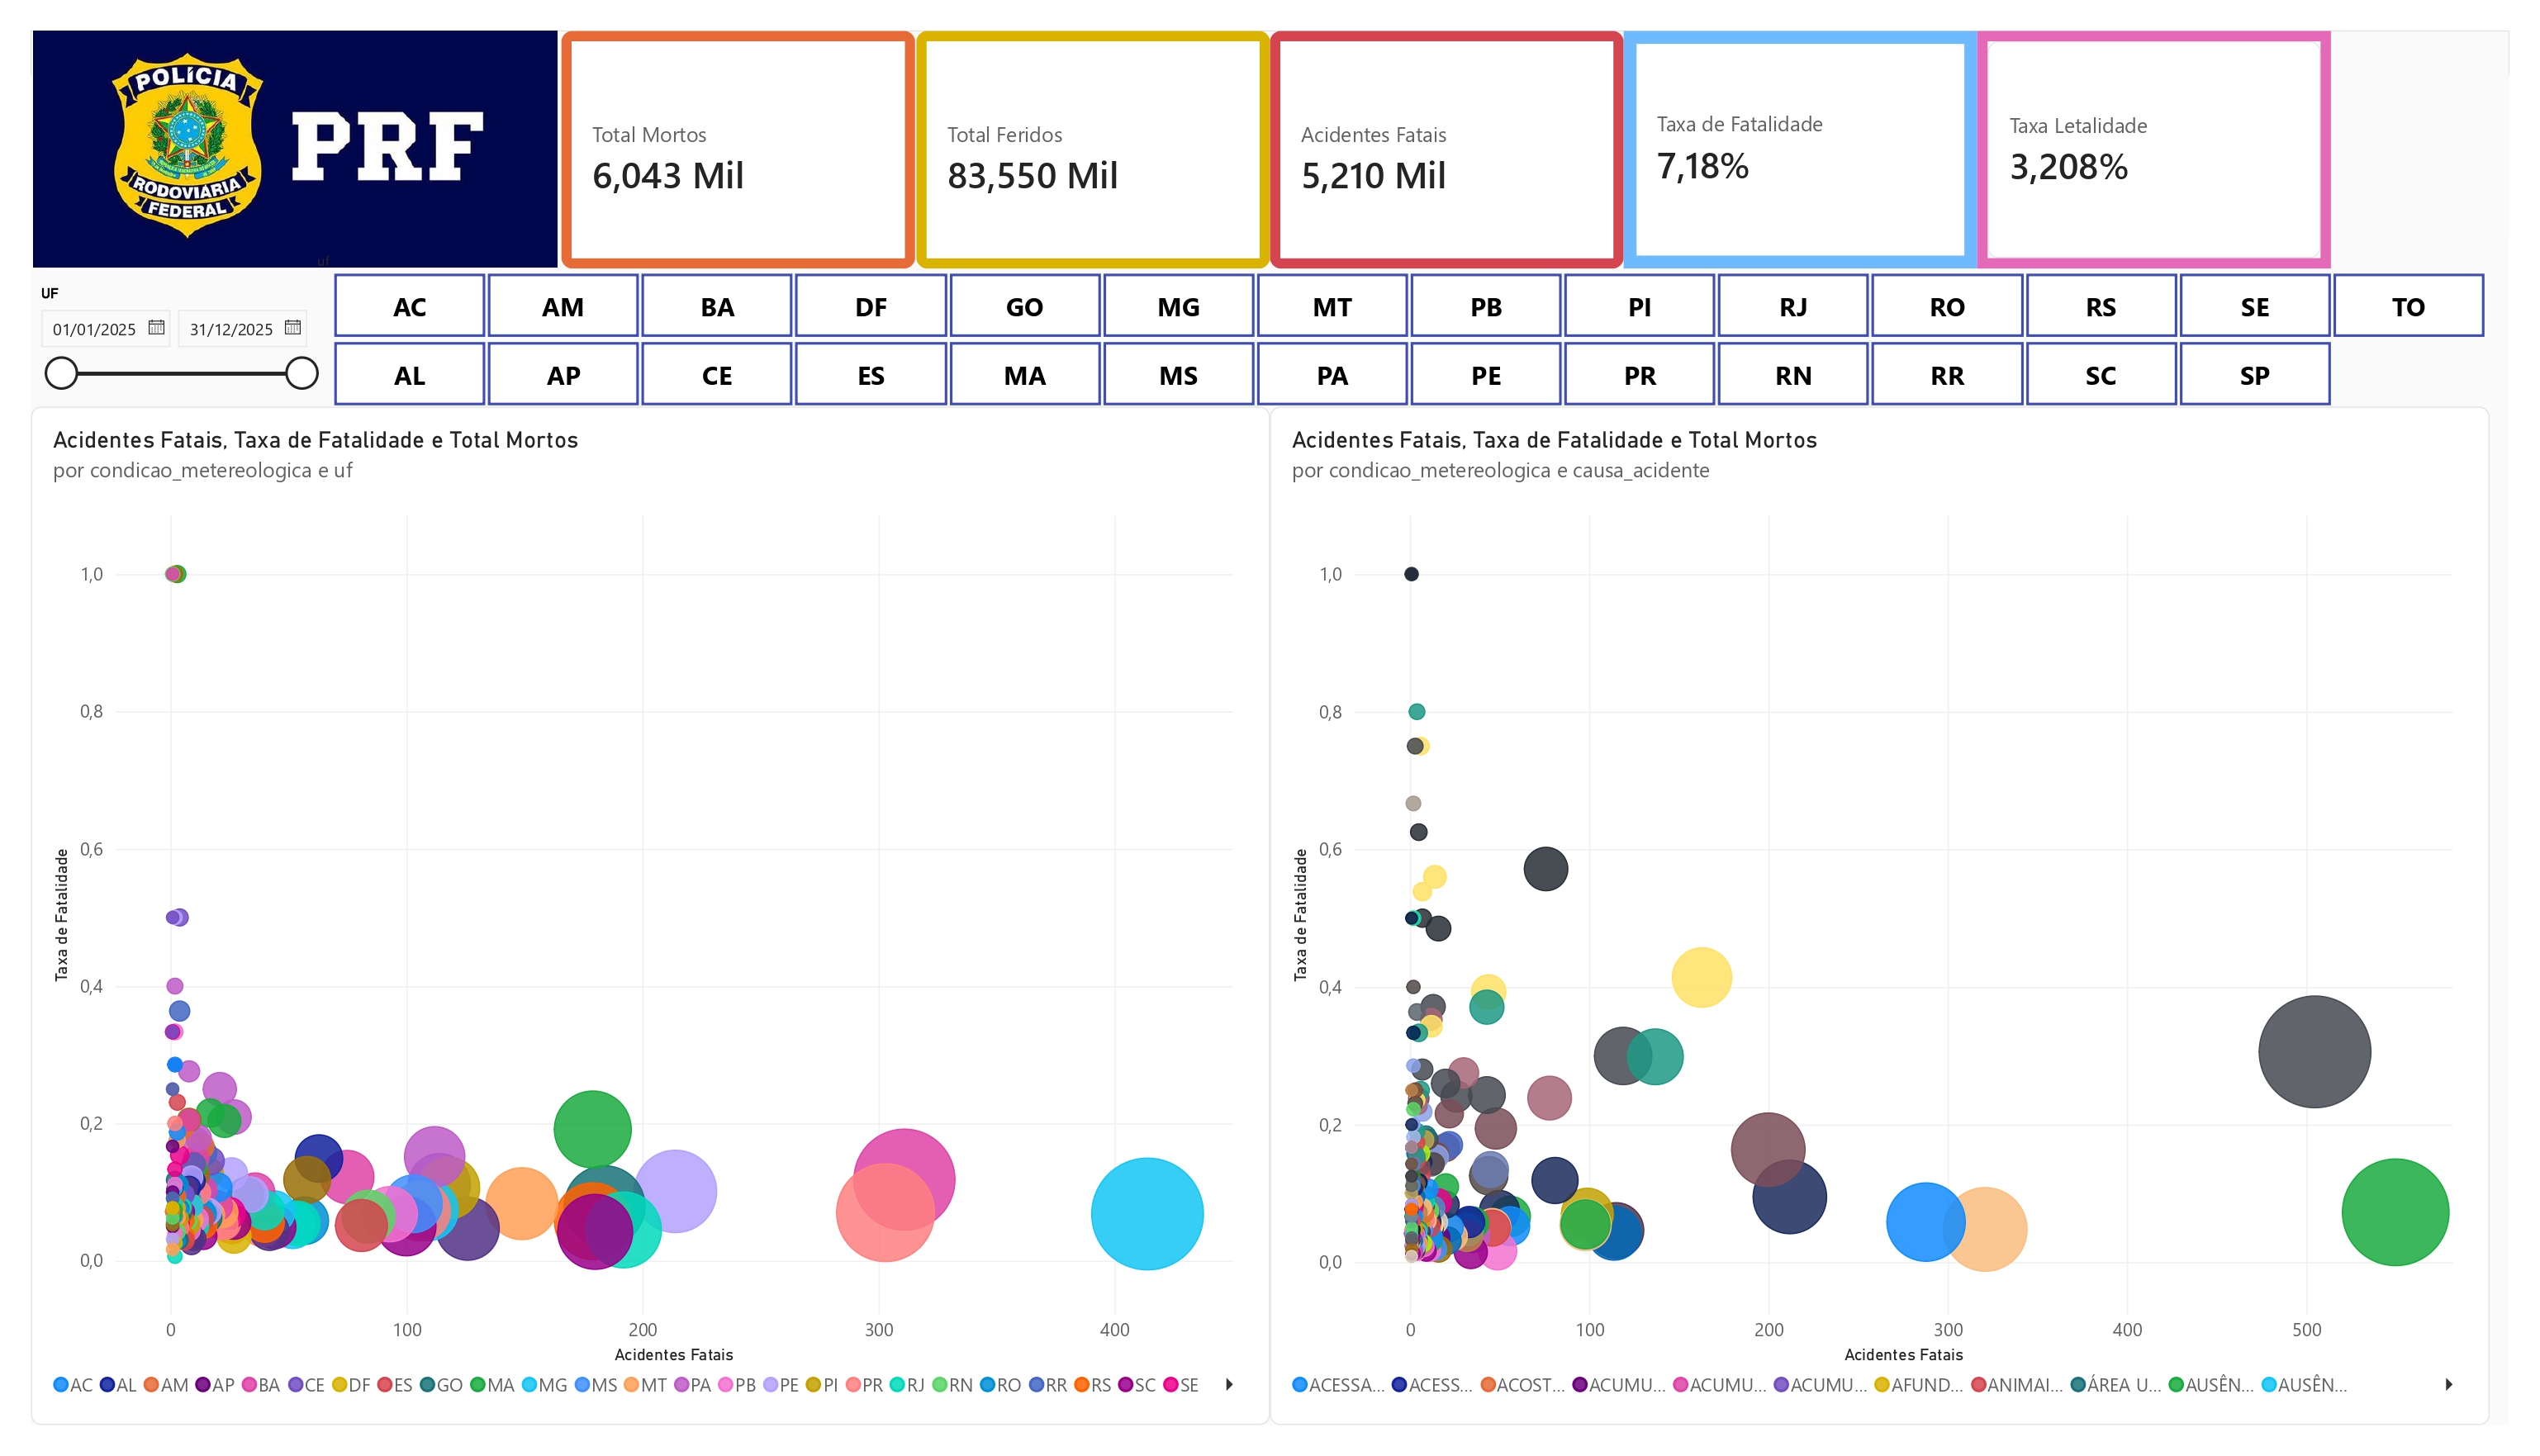 POLÍCIA
RODOVIÁRIA
FEDERAL
PRF
Total Mortos
6,043 Mil
Total Feridos
83,550 Mil
Acidentes Fatais
5,210 Mil
Taxa de Fatalidade
7,18%
Taxa Letalidade
3,208%
uf
UF
01/01/2025 31/12/2025
AC AM BA DF GO MG MT PB PI RJ RO RS SE TO
AL AP CE ES MA MS PA PE PR RN RR SC SP
Acidentes Fatais, Taxa de Fatalidade e Total Mortos
por condicao_metereologica e uf
1,0
0,8
0,6
0,4
0,2
0,0
Taxa de Fatalidade
0 100 200 300 400
Acidentes Fatais
AC AL AM AP BA CE DF ES GO MA MG MS MT PA PB PE PI PR RJ RN RO RR RS SC SE
Acidentes Fatais, Taxa de Fatalidade e Total Mortos
por condicao_metereologica e causa_acidente
1,0
0,8
0,6
0,4
0,2
0,0
Taxa de Fatalidade
0 100 200 300 400 500
Acidentes Fatais
ACESSA... ACESS... ACOST... ACUMU... ACUMU... ACUMU... AFUND... ANIMAI... ÁREA U... AUSÊN... AUSÊN...